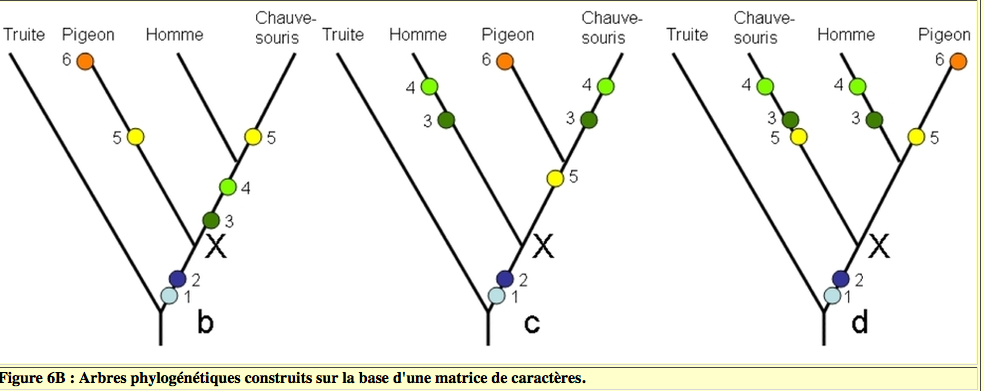 Truite Pigeon Homme Chauve-
souris
6
5
5
4
3
X
2
1
b
Truite Homme Pigeon Chauve-
souris
6
4
4
3
3
5
X
2
1
c
Truite Chauve-
souris Homme Pigeon
6
4
4
3
3
5
5
X
2
1
d
Figure 6B : Arbres phylogénétiques construits sur la base d'une matrice de caractères.